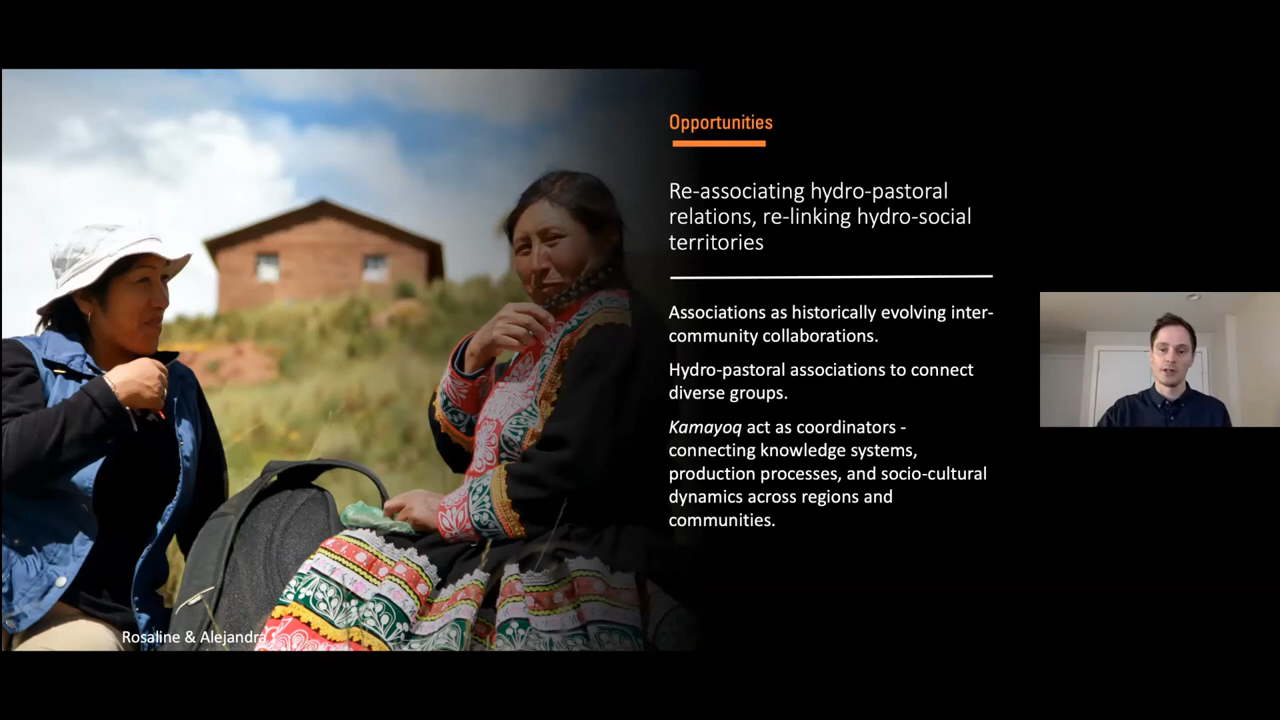 Opportunities
Re-associating hydro-pastoral
relations, re-linking hydro-social
territories
Associations as historically evolving inter-
community collaborations.
Hydro-pastoral associations to connect
diverse groups.
Kamayoq act as coordinators -
connecting knowledge systems,
production processes, and socio-cultural
dynamics across regions and
communities.
Rosaline & Alejandra